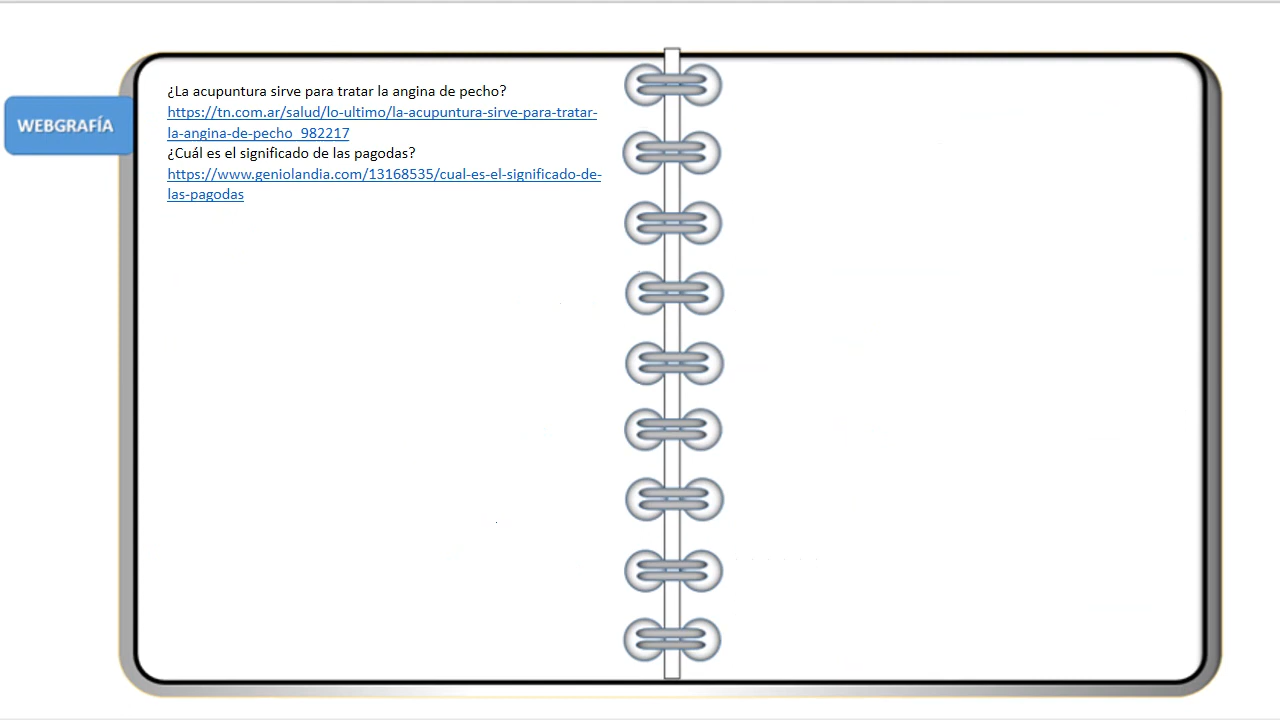 WEBGRAFÍA
¿La acupuntura sirve para tratar la angina de pecho?
https://tn.com.ar/salud/lo-ultimo/la-acupuntura-sirve-para-tratar-
la-angina-de-pecho_982217
¿Cuál es el significado de las pagodas?
https://www.geniolandia.com/13168535/cual-es-el-significado-de-
las-pagodas